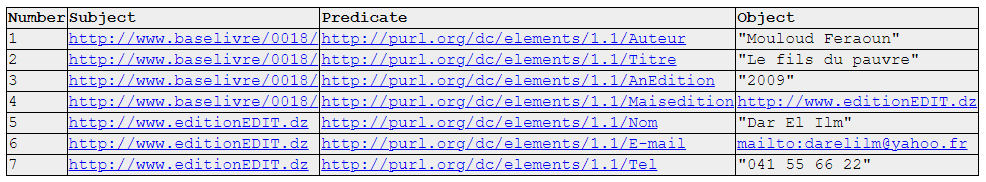 Number Subject Predicate Object
1 http://www.baselivre/0018/ http://purl.org/dc/elements/1.1/Auteur "Mouloud Feraoun"
2 http://www.baselivre/0018/ http://purl.org/dc/elements/1.1/Titre "Le fils du pauvre"
3 http://www.baselivre/0018/ http://purl.org/dc/elements/1.1/AnEdition "2009"
4 http://www.baselivre/0018/ http://purl.org/dc/elements/1.1/Maisedition http://www.editionEDIT.dz
5 http://www.editionEDIT.dz http://purl.org/dc/elements/1.1/Nom "Dar El Ilm"
6 http://www.editionEDIT.dz http://purl.org/dc/elements/1.1/E-mail mailto:darelilm@yahoo.fr
7 http://www.editionEDIT.dz http://purl.org/dc/elements/1.1/Tel "041 55 66 22"